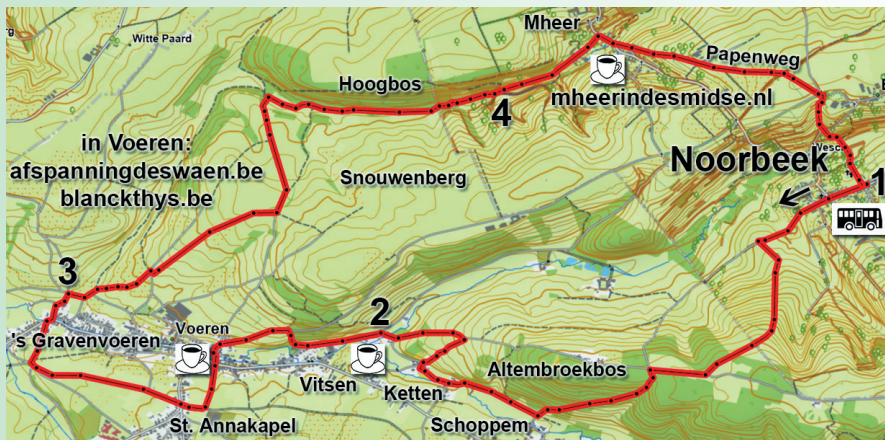 Mheer
Witte Paard
Papenweg
Hoogbos
mheerindesmidse.nl
4
in Voeren:
afspanningdeswaen.be
blanckthys.be
Snouwenberg
Noorbeek
Wesc
1
3
2
's Gravenvoeren
Voeren
Vitsen
Ketten
Altembroekbos
St. Annakapel
Schoppem